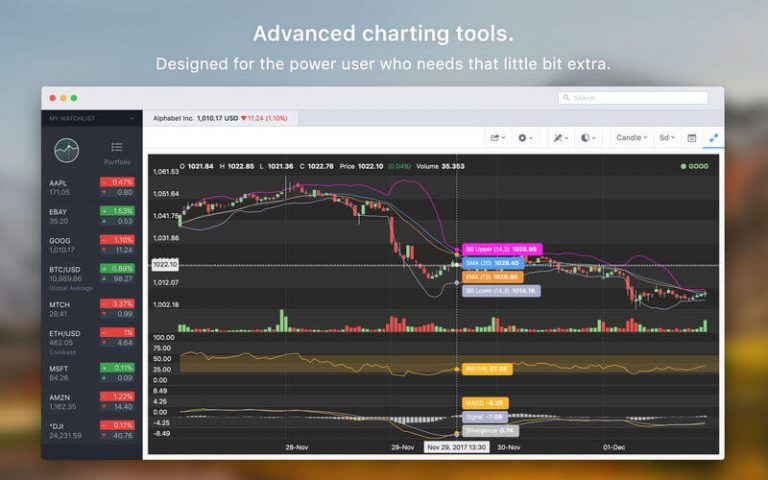 Advanced charting tools.
Designed for the power user who needs that little bit extra.
Search
MY WATCHLIST
Alphabet Inc. 1,010.17 USD ▼11.24 (1.10%)
Portfolio
Candle
5d
AAPL - 0.47%
171.05 ▼ 0.80
EBAY + 1.53%
35.20 ▲ 0.53
GOOG - 1.10%
1,010.17 ▼ 11.24
BTC/USD + 0.89%
10,989.66 ▲ 98.27
Global Average
MTCH - 3.37%
28.41 ▼ 0.99
ETH/USD - 1%
462.05 ▼ 4.64
Coinbase
MSFT + 0.11%
84.26 ▲ 0.09
AMZN - 1.22%
1,162.35 ▼ 14.40
^DJI - 0.17%
24,231.59 ▼ 40.76
O 1021.84 H 1022.85 L 1021.36 C 1022.76 Price 1022.10 (0.04%) Volume 35.353
GOOG
1,061.53
1,051.64
1,041.75
1,031.86
1022.10
1,012.07
1,002.18
BB Upper (14,2) 1028.96
SMA (20) 1026.45
EMA (12) 1026.80
BB Lower (14,2) 1014.16
100.00
75.00
50.00
25.00
0.00
8.49
4.25
0.00
-4.25
-8.49
MACD -6.35
Signal -7.09
Divergence 0.74
28-Nov
29-Nov
Nov 29, 2017 13:30
30-Nov
01-Dec